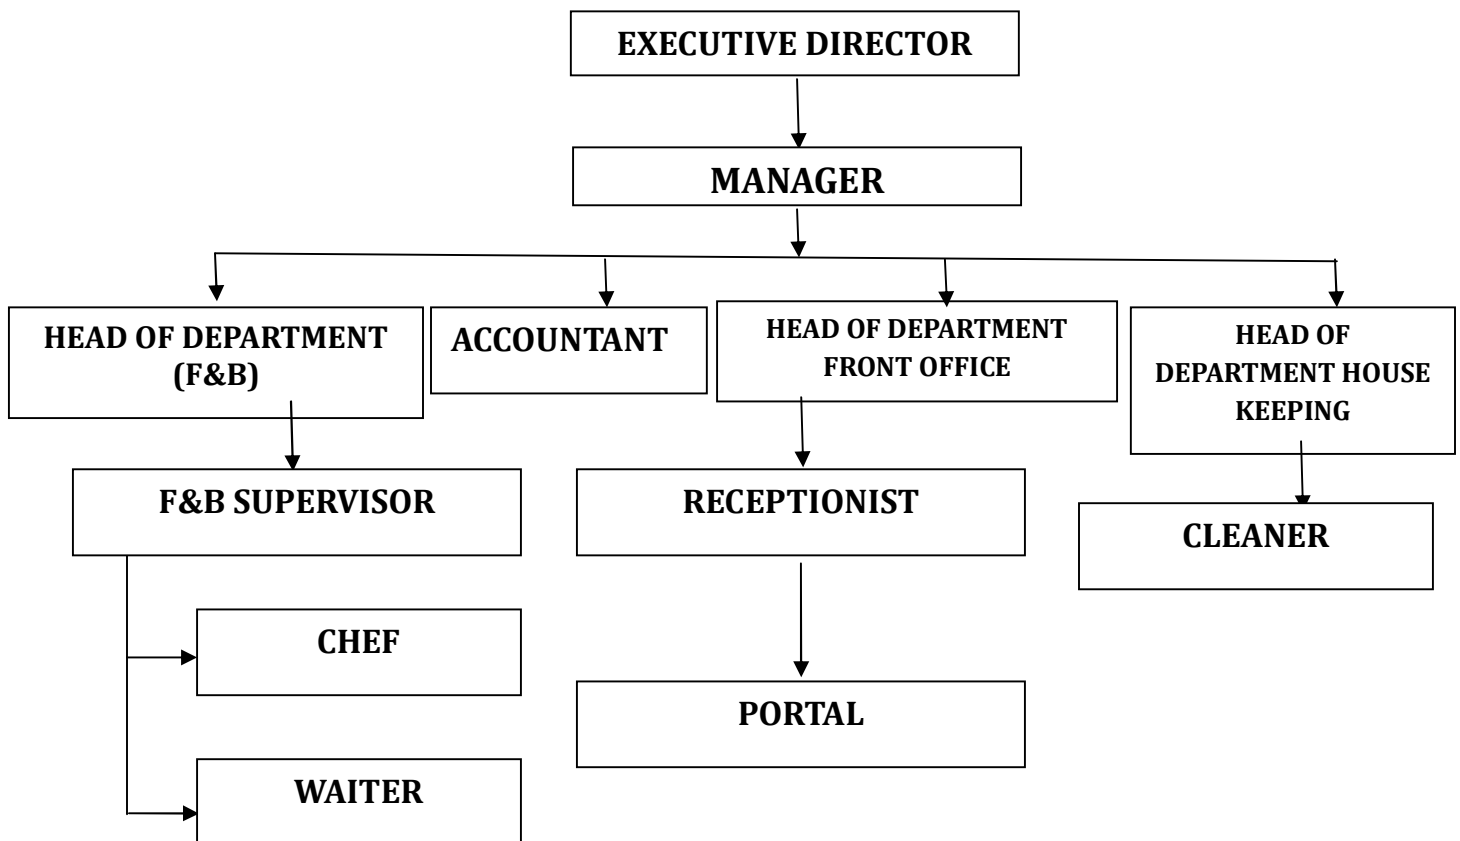 EXECUTIVE DIRECTOR
MANAGER
HEAD OF DEPARTMENT
(F&B)
ACCOUNTANT
HEAD OF DEPARTMENT
FRONT OFFICE
HEAD OF
DEPARTMENT HOUSE
KEEPING
F&B SUPERVISOR
RECEPTIONIST
CLEANER
CHEF
PORTAL
WAITER